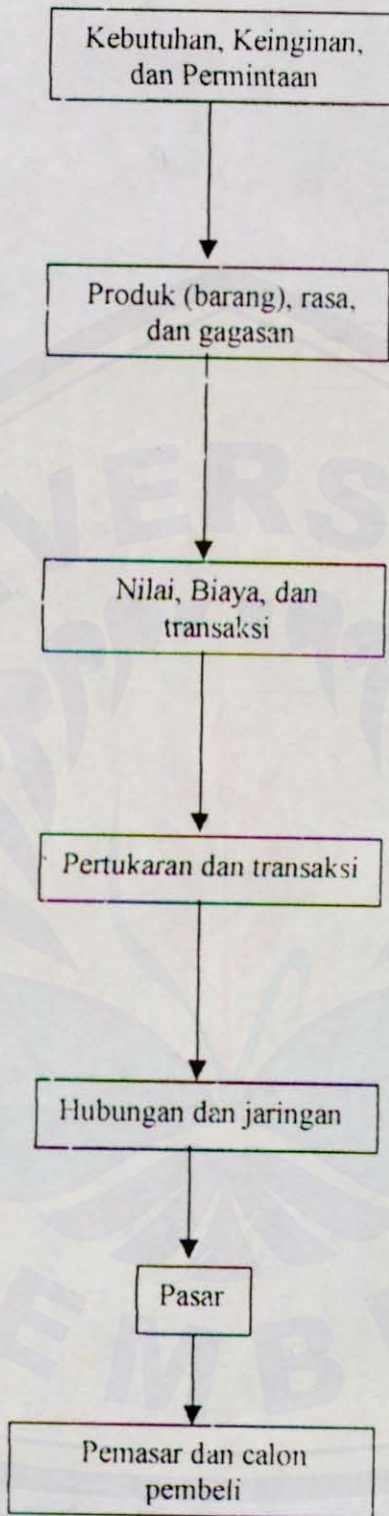 Kebutuhan, Keinginan,
dan Permintaan
Produk (barang), rasa,
dan gagasan
Nilai, Biaya, dan
transaksi
Pertukaran dan transaksi
Hubungan dan jaringan
Pasar
Pemasar dan calon
pembeli